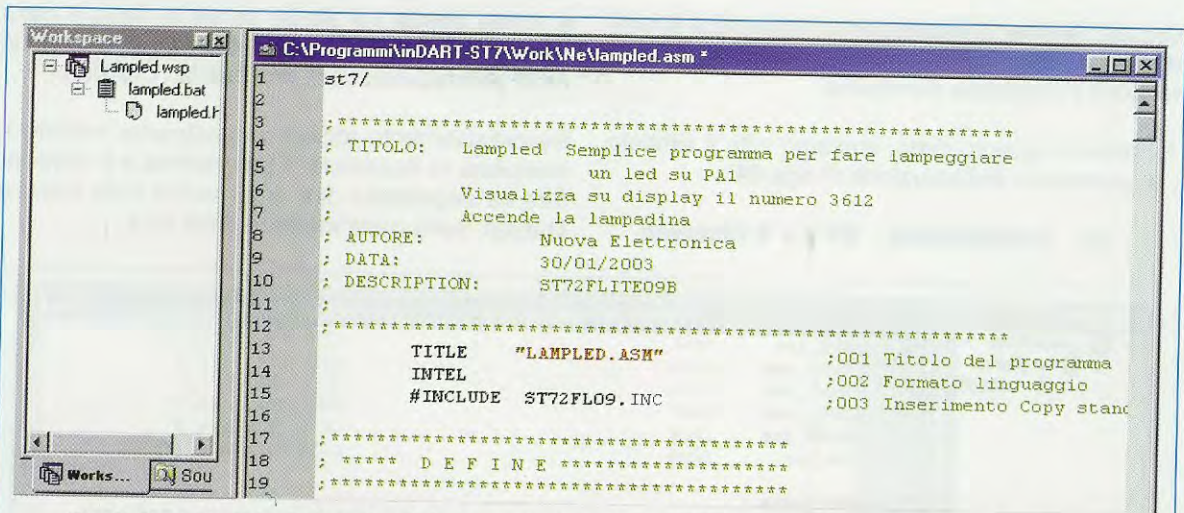 Workspace
Lampled.wsp
lampled.bat
lampled.h
Works...
Sou
C:\Programmi\inDART-ST7\Work\Ne\lampled.asm *
1 st7/
2
3 ;************************************************************
4 ; TITOLO: Lampled Semplice programma per fare lampeggiare
5 ; un led su PA1
6 ; Visualizza su display il numero 3612
7 ; Accende la lampadina
8 ; AUTORE: Nuova Elettronica
9 ; DATA: 30/01/2003
10 ; DESCRIPTION: ST72FLITE09B
11 ;
12 ;************************************************************
13 TITLE "LAMPLED.ASM" ;001 Titolo del programma
14 INTEL ;002 Formato linguaggio
15 #INCLUDE ST72FL09.INC ;003 Inserimento Copy stand
16
17 ;****************************************
18 ; ***** D E F I N E ********************
19 ;****************************************